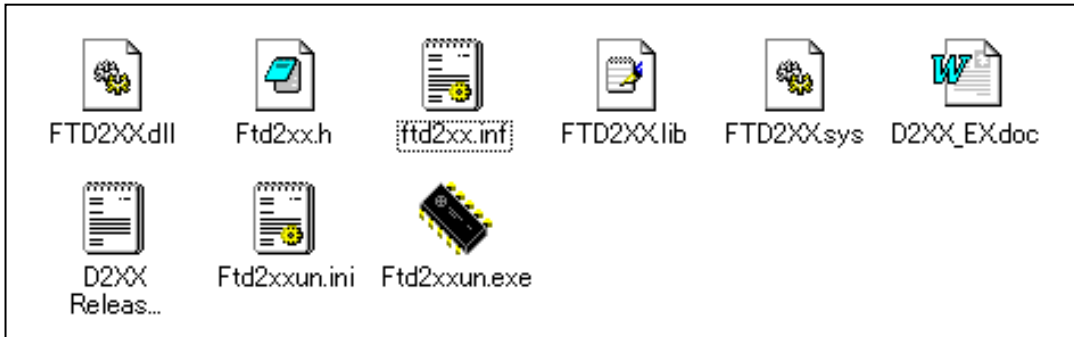 FTD2XX.dll
Ftd2xx.h
ftd2xx.inf
FTD2XX.lib
FTD2XX.sys
D2XX_EX.doc
D2XX
Releas...
Ftd2xxun.ini
Ftd2xxun.exe